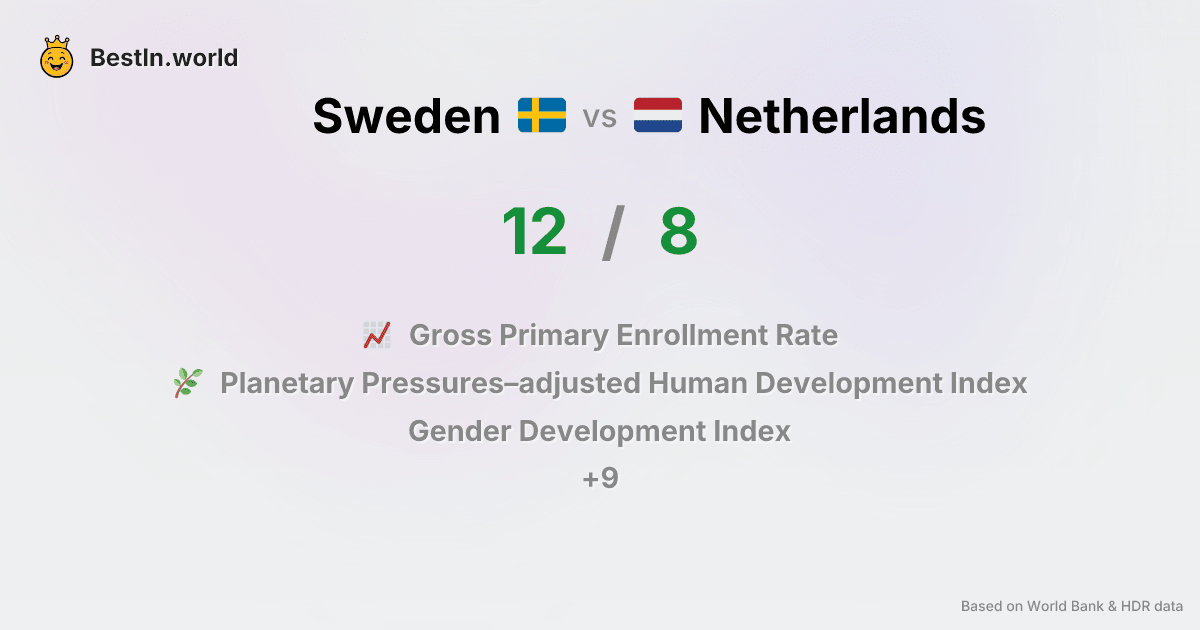 BestIn.world
Sweden vs Netherlands
12 / 8
Gross Primary Enrollment Rate
Planetary Pressures–adjusted Human Development Index
Gender Development Index
+9
Based on World Bank & HDR data